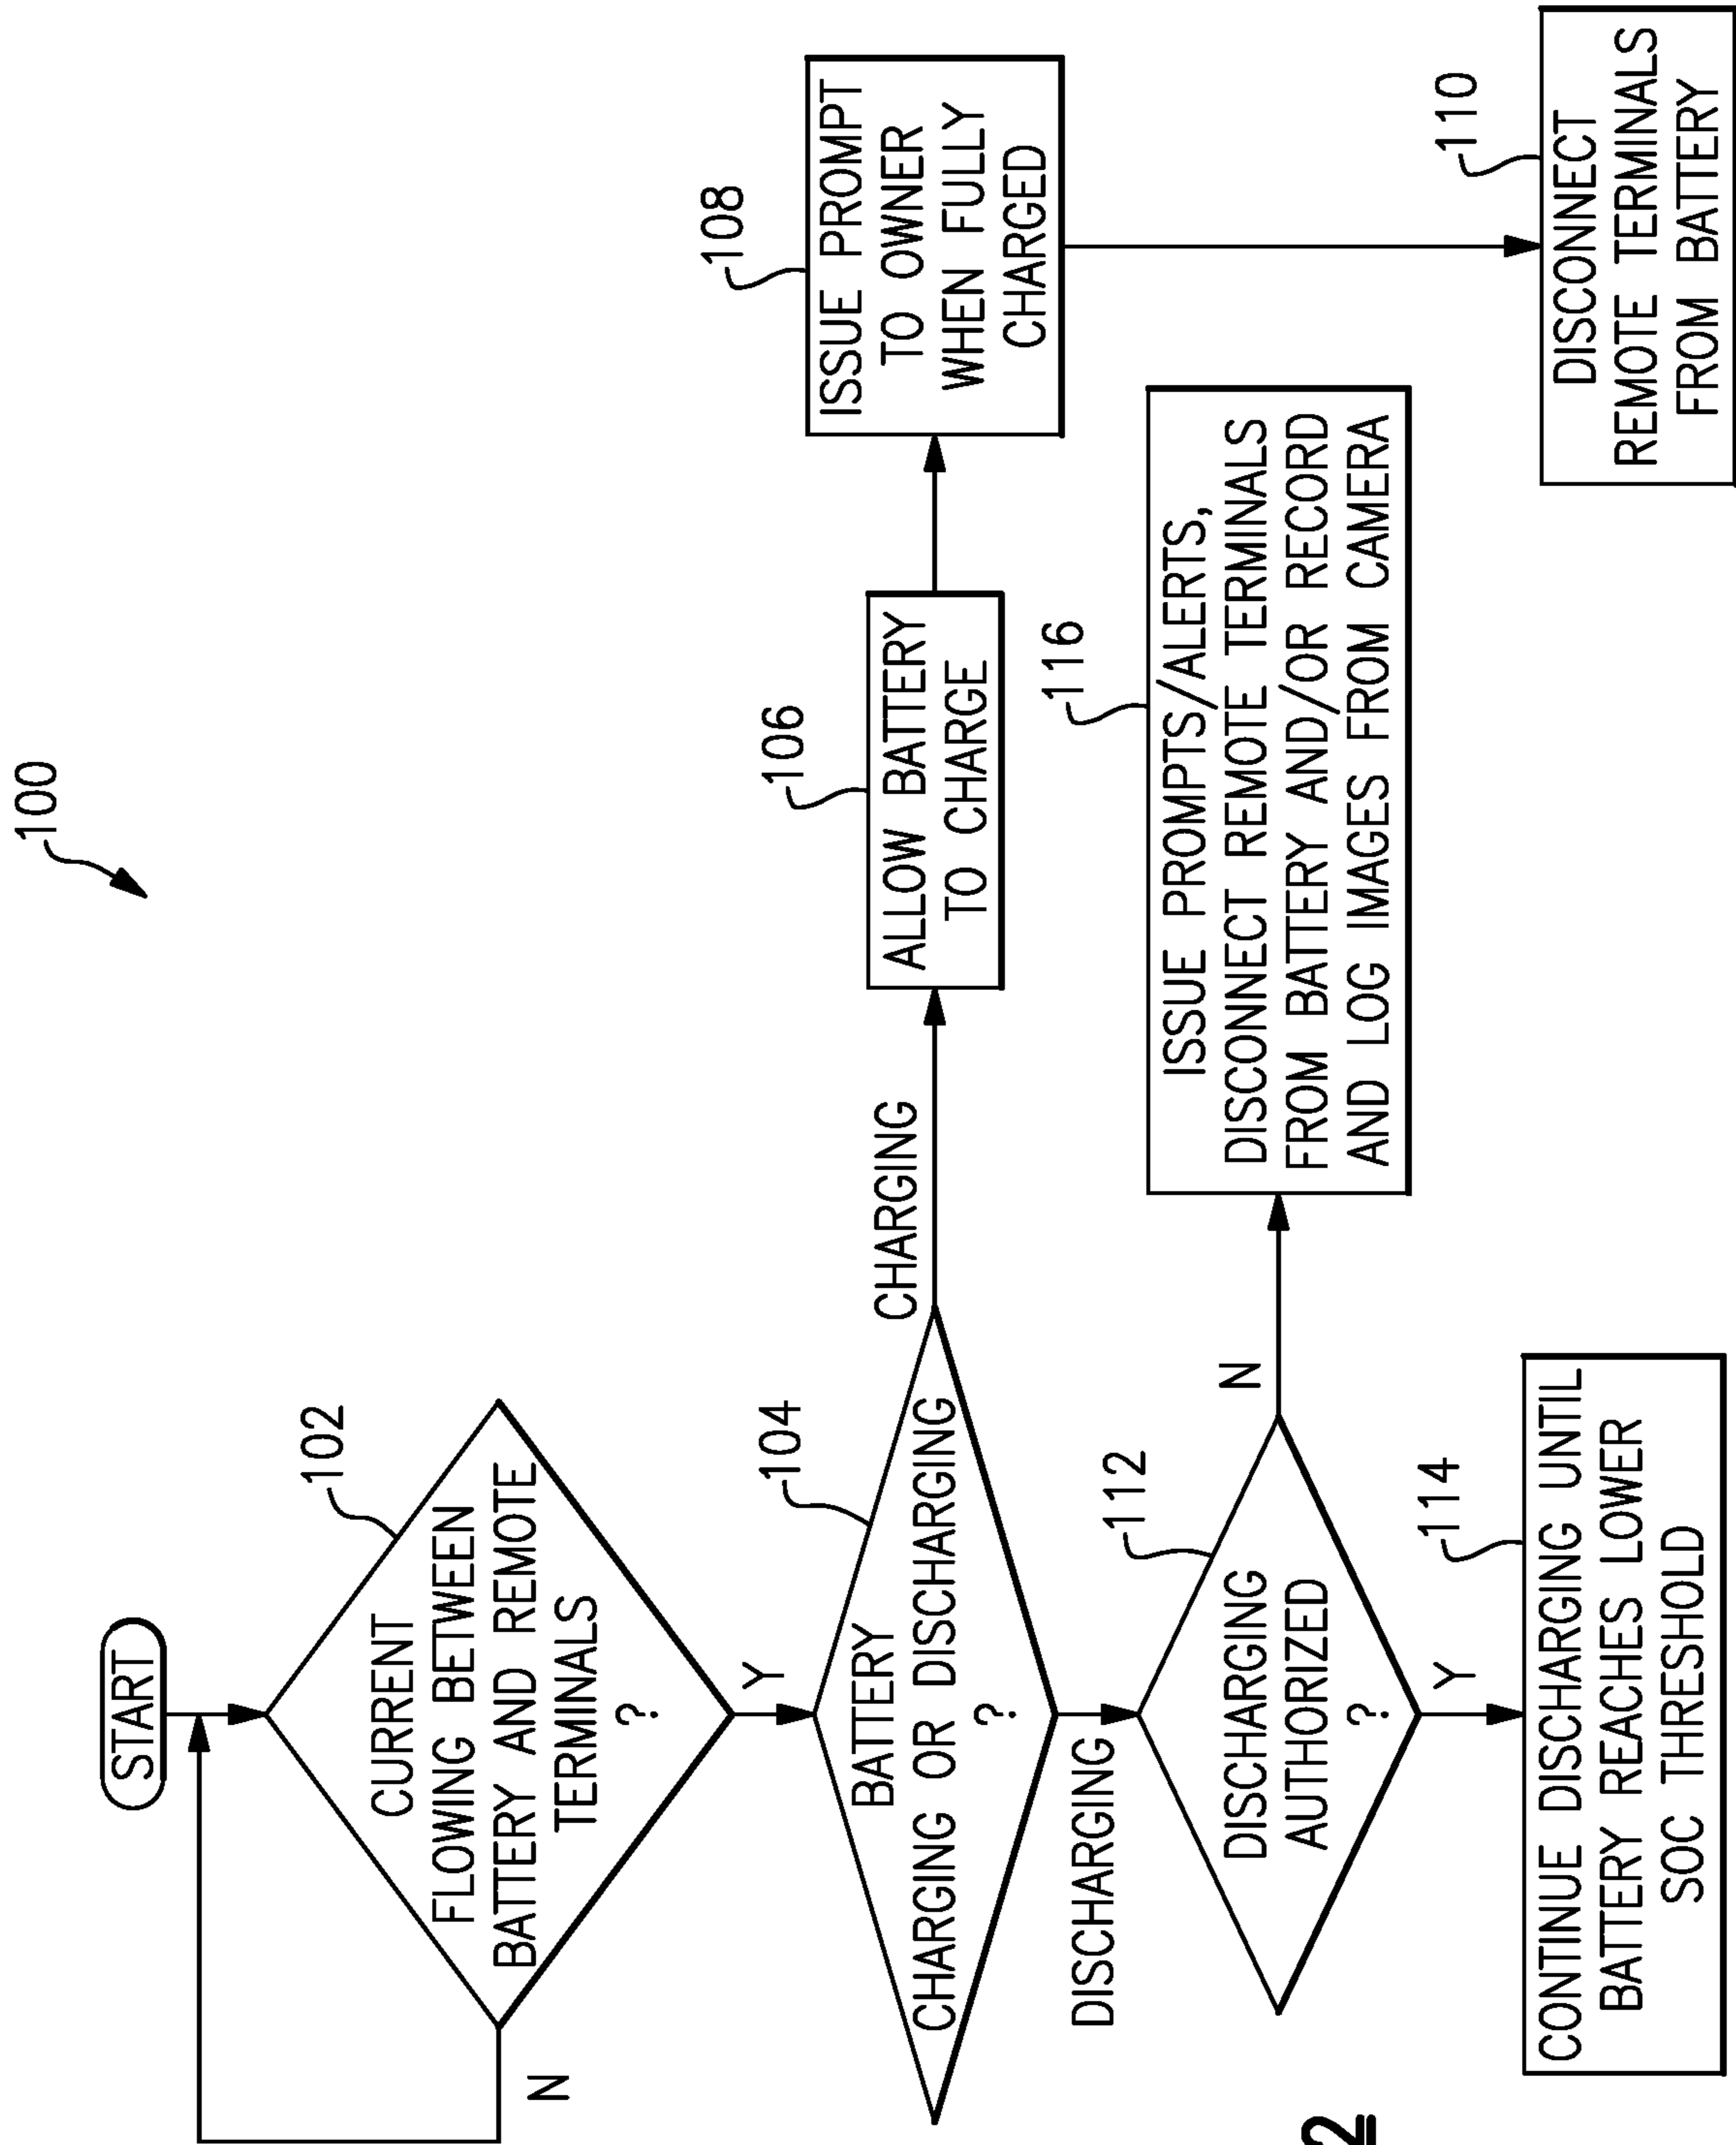 100
START
CURRENT
FLOWING BETWEEN
BATTERY AND REMOTE
TERMINALS
?
102
N
Y
BATTERY
CHARGING OR DISCHARGING
?
104
CHARGING
ALLOW BATTERY
TO CHARGE
106
ISSUE PROMPT
TO OWNER
WHEN FULLY
CHARGED
108
DISCONNECT
REMOTE TERMINALS
FROM BATTERY
110
DISCHARGING
DISCHARGING
AUTHORIZED
?
112
N
ISSUE PROMPTS/ALERTS,
DISCONNECT REMOTE TERMINALS
FROM BATTERY AND/OR RECORD
AND LOG IMAGES FROM CAMERA
116
Y
CONTINUE DISCHARGING UNTIL
BATTERY REACHES LOWER
SOC THRESHOLD
114
2